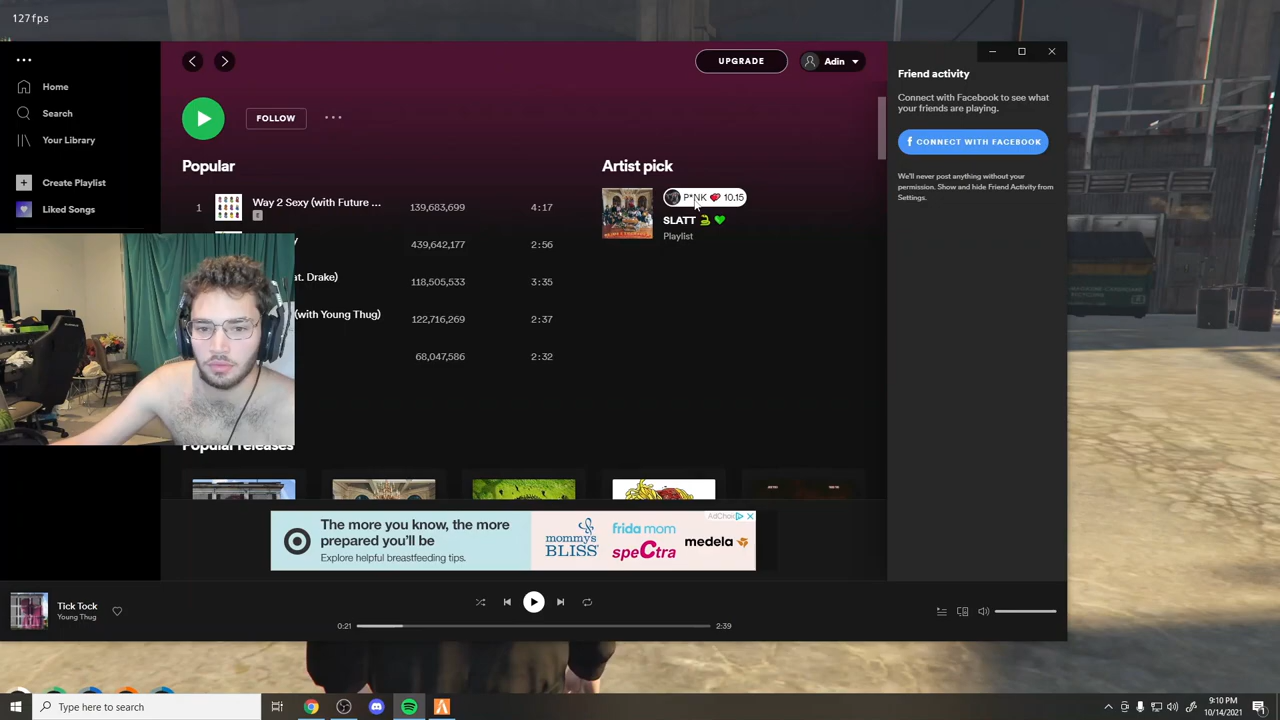 127fps
UPGRADE
Adin
Home
Search
Your Library
Create Playlist
Liked Songs
FOLLOW
Popular
1
Way 2 Sexy (with Future ...
E
139,683,699
4:17
439,642,177
2:56
at. Drake)
118,505,533
3:35
(with Young Thug)
122,716,269
2:37
68,047,586
2:32
Artist pick
P*NK 💋 10.15
SLATT 🐍 💚
Playlist
Popular releases
Friend activity
Connect with Facebook to see what
your friends are playing.
f CONNECT WITH FACEBOOK
We'll never post anything without your
permission. Show and hide Friend Activity from
Settings.
The more you know, the more
prepared you'll be
Explore helpful breastfeeding tips.
mommy's
BLISS
frida mom
speCtra
medela
AdChoices
Tick Tock
Young Thug
0:21
2:39
Type here to search
9:10 PM
10/14/2021
1